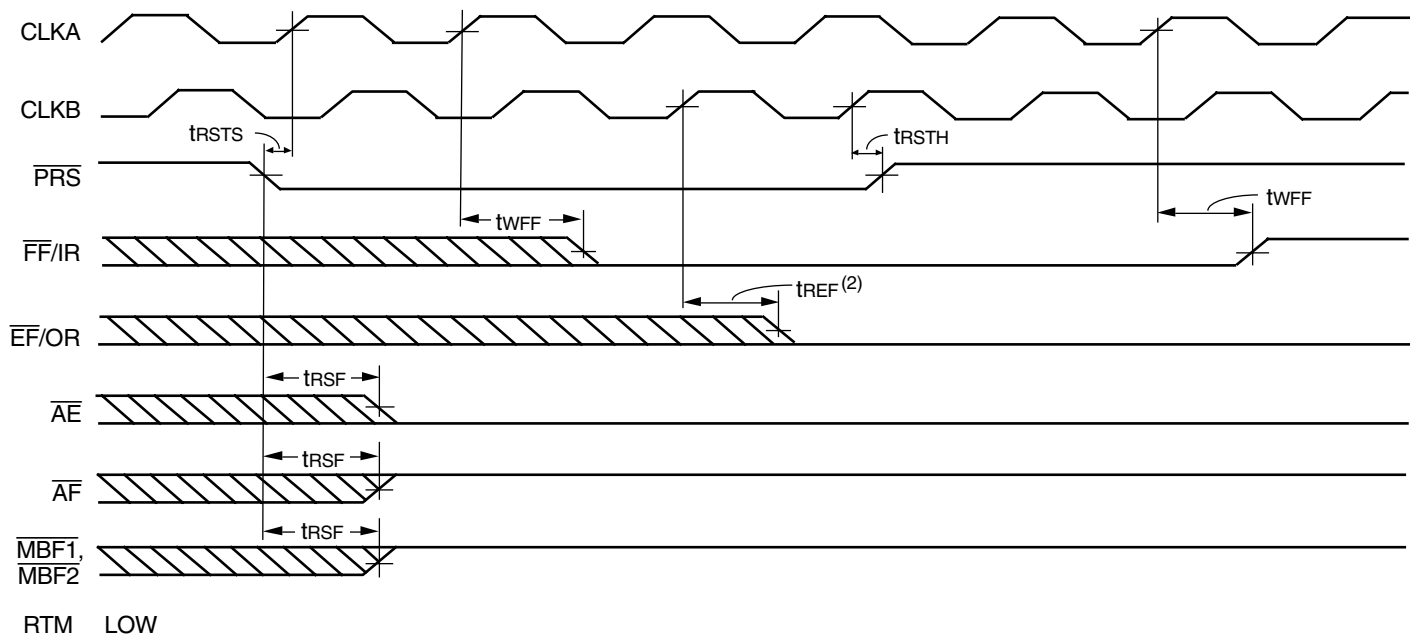 CLKA
CLKB
tRSTS
tRSTH
PRS
tWFF
tWFF
FF/IR
tREF(2)
EF/OR
tRSF
AE
tRSF
AF
tRSF
MBF1,
MBF2
RTM LOW